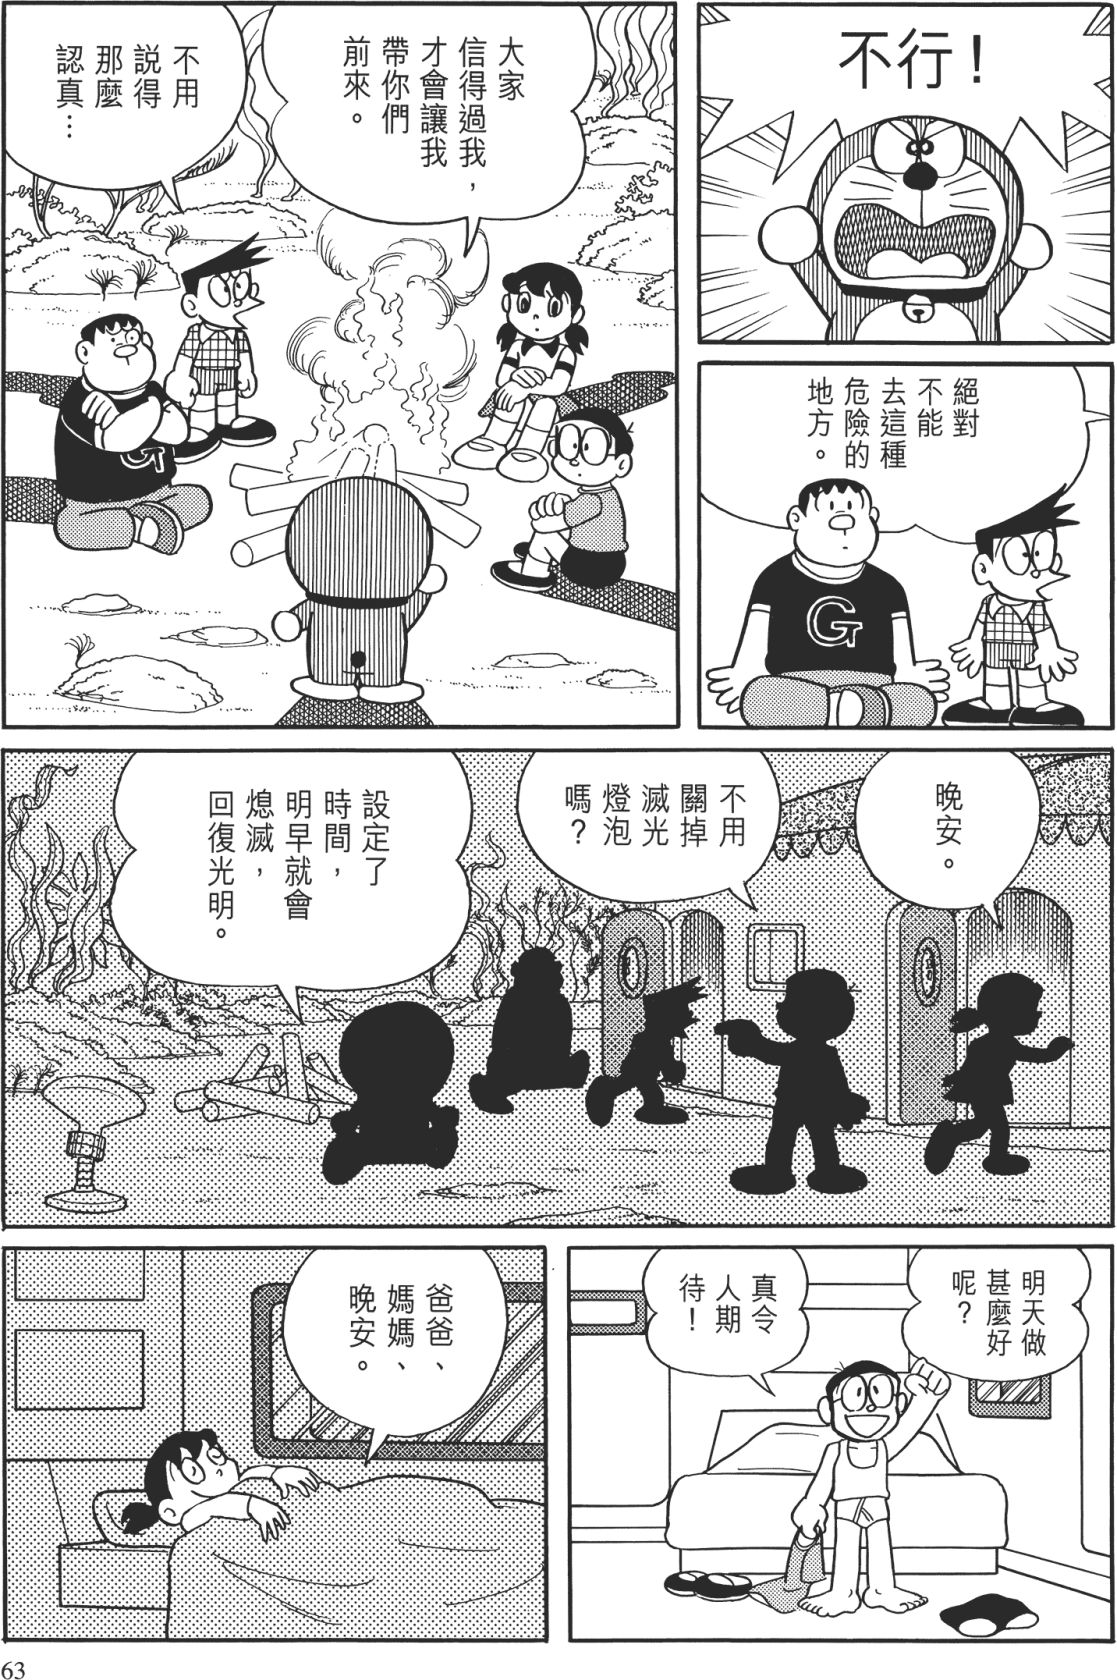 不行！
絕對
不能
去這種
危險的
地方。
大家
信得過我，
才會讓我
帶你們
前來。
不用
說得
那麼
認真…
G
G
晚安。
不用
關掉
滅光
燈泡
嗎？
設定了
時間，
明早就會
熄滅，
回復光明。
明天做
甚麼好
呢？
真令
人期
待！
爸爸、
媽媽、
晚安。
63